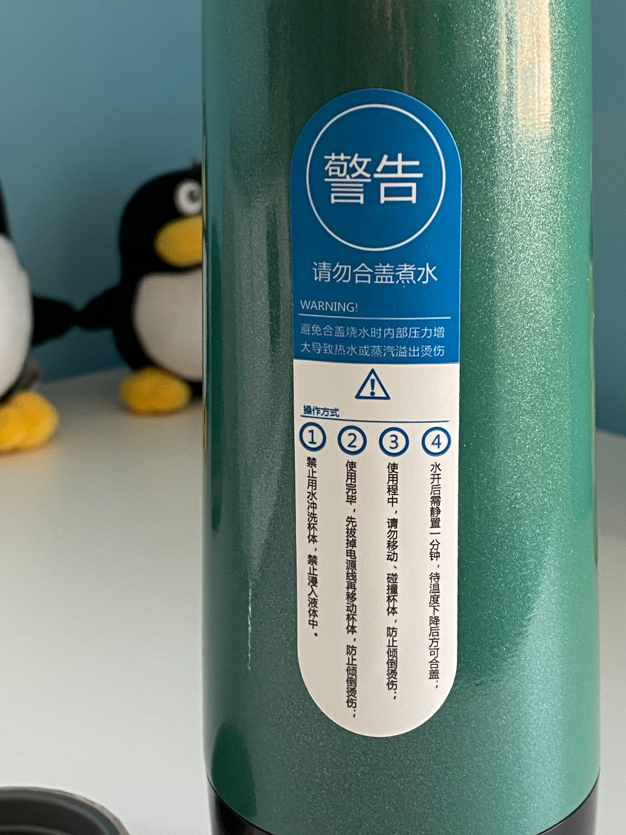 警告
请勿合盖煮水
WARNING!
避免合盖烧水时内部压力增
大导致热水或蒸汽溢出烫伤
操作方式
1
禁止用水冲洗杯体，禁止浸入液体中。
2
使用完毕，先拔掉电源线再移动杯体，防止倾倒烫伤；
3
使用程中，请勿移动、碰撞杯体，防止倾倒烫伤；
4
水开后需静置一分钟，待温度下降后方可合盖；